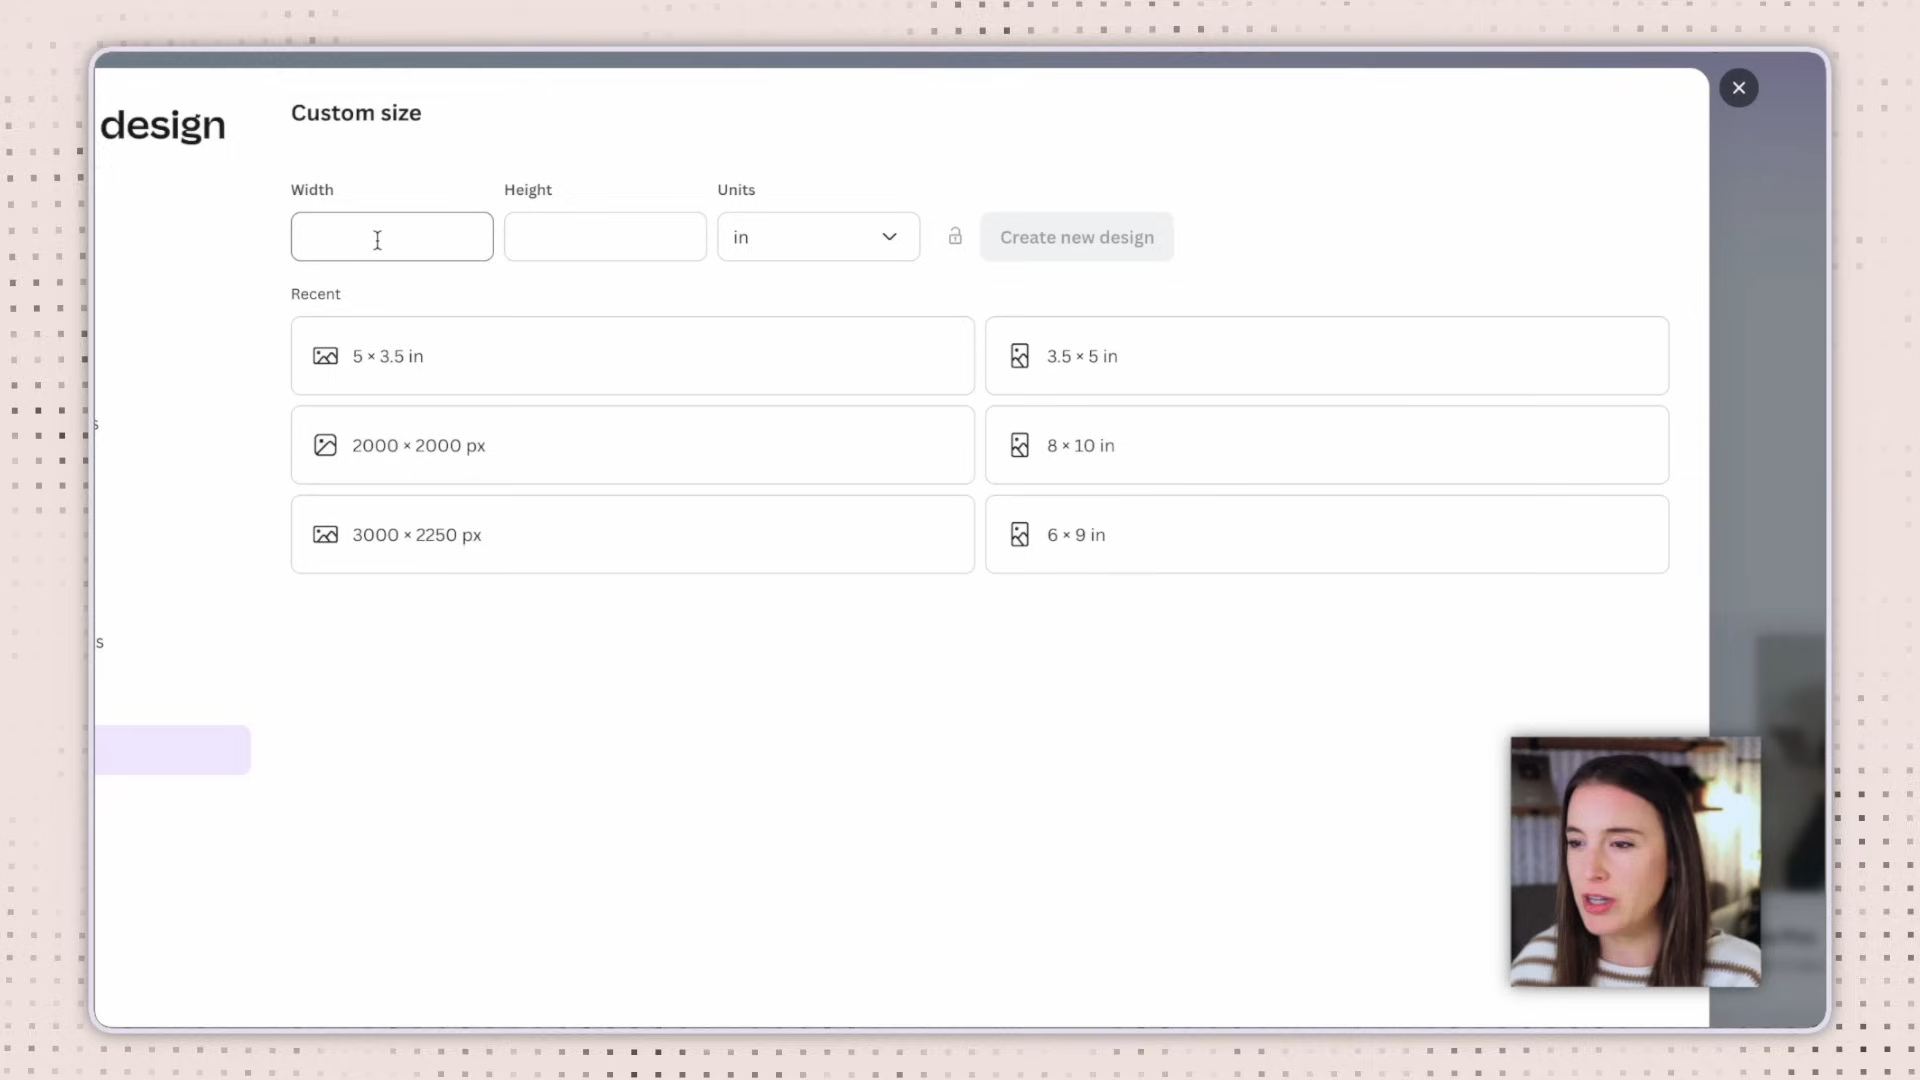 design
Custom size
Width
Height
Units
in
Create new design
Recent
5 × 3.5 in
3.5 × 5 in
2000 × 2000 px
8 × 10 in
3000 × 2250 px
6 × 9 in
s
s